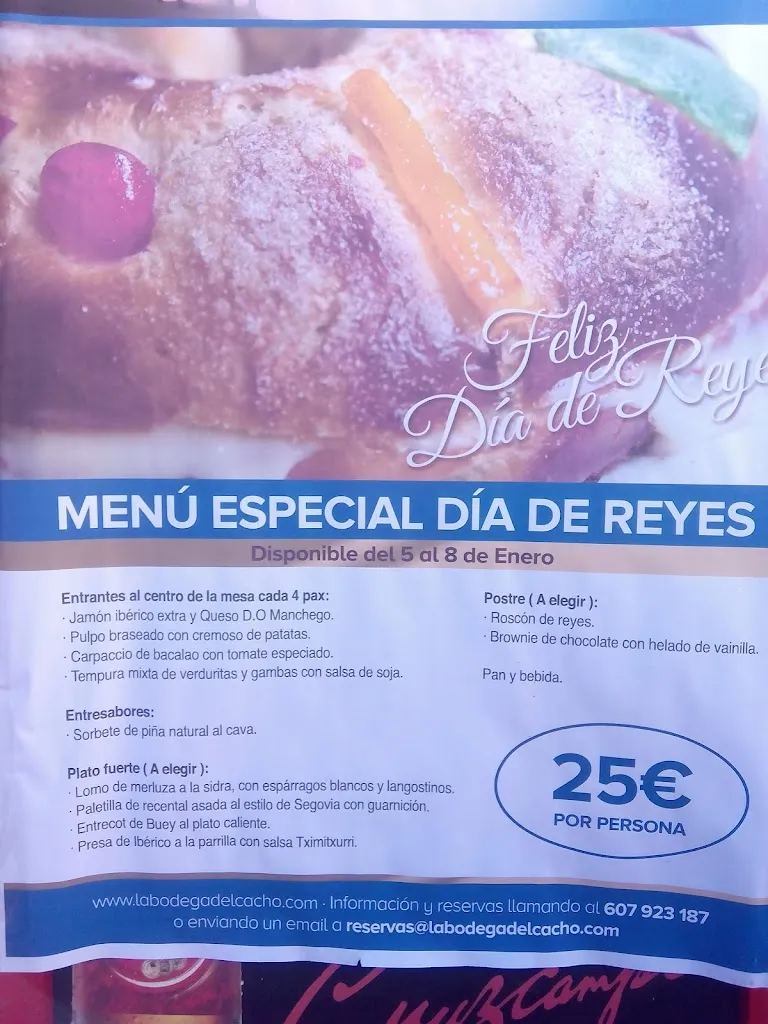 Feliz
Día de Reye
MENÚ ESPECIAL DÍA DE REYES
Disponible del 5 al 8 de Enero
Entrantes al centro de la mesa cada 4 pax:
· Jamón ibérico extra y Queso D.O Manchego.
· Pulpo braseado con cremoso de patatas.
· Carpaccio de bacalao con tomate especiado.
· Tempura mixta de verduritas y gambas con salsa de soja.
Entresabores:
· Sorbete de piña natural al cava.
Plato fuerte ( A elegir ):
· Lomo de merluza a la sidra, con espárragos blancos y langostinos.
· Paletilla de recental asada al estilo de Segovia con guarnición.
· Entrecot de Buey al plato caliente.
· Presa de Ibérico a la parrilla con salsa Tximitxurri.
Postre ( A elegir ):
· Roscón de reyes.
· Brownie de chocolate con helado de vainilla.
Pan y bebida.
25€
POR PERSONA
www.labodegadelcacho.com · Información y reservas llamando al 607 923 187
o enviando un email a reservas@labodegadelcacho.com